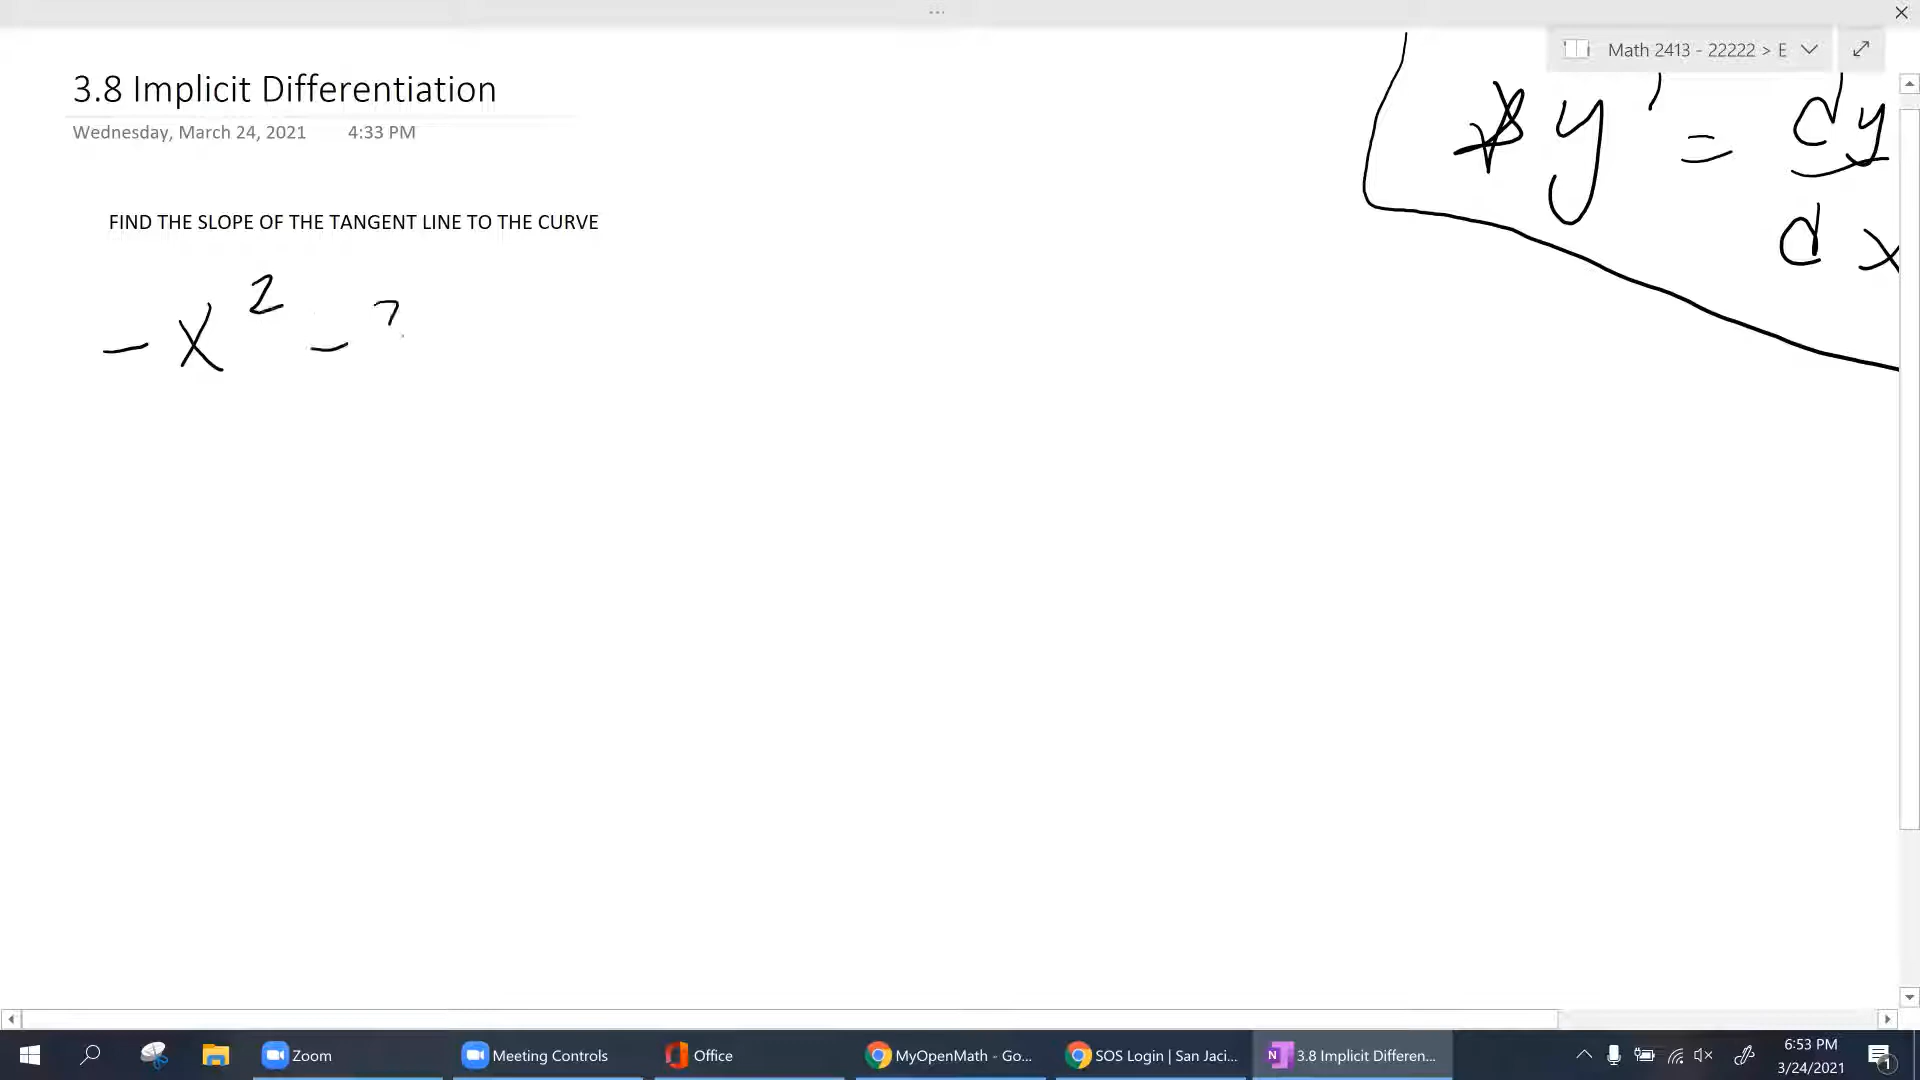 Math 2413 - 22222 > E
3.8 Implicit Differentiation
Wednesday, March 24, 2021 4:33 PM
* y' = dy
dx
FIND THE SLOPE OF THE TANGENT LINE TO THE CURVE
- x² -
Zoom
Meeting Controls
Office
MyOpenMath - Go...
SOS Login | San Jaci...
3.8 Implicit Differen...
6:53 PM
3/24/2021
1